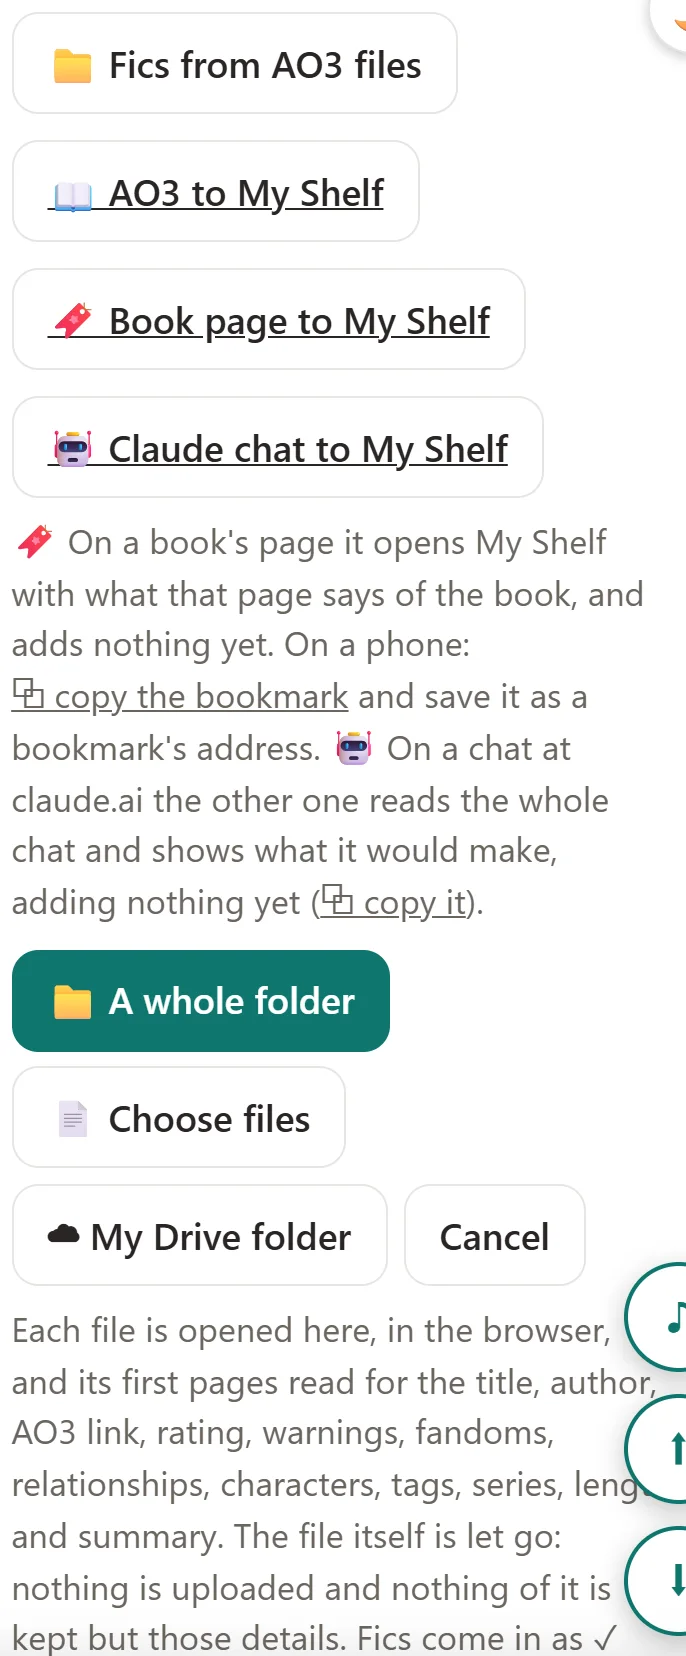 Fics from AO3 files
AO3 to My Shelf
Book page to My Shelf
Claude chat to My Shelf
On a book's page it opens My Shelf
with what that page says of the book, and
adds nothing yet. On a phone:
copy the bookmark and save it as a
bookmark's address. On a chat at
claude.ai the other one reads the whole
chat and shows what it would make,
adding nothing yet (copy it).
A whole folder
Choose files
My Drive folder Cancel
Each file is opened here, in the browser,
and its first pages read for the title, author,
AO3 link, rating, warnings, fandoms,
relationships, characters, tags, series,
and summary. The file itself is let go:
nothing is uploaded and nothing of it is
kept but those details. Fics come in as ✓